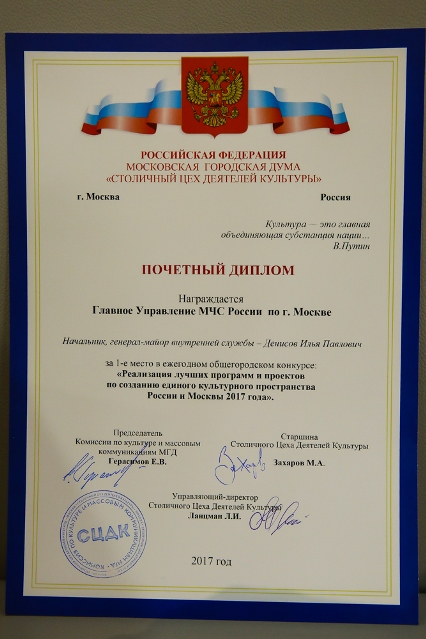 РОССИЙСКАЯ ФЕДЕРАЦИЯ
МОСКОВСКАЯ ГОРОДСКАЯ ДУМА
«СТОЛИЧНЫЙ ЦЕХ ДЕЯТЕЛЕЙ КУЛЬТУРЫ»
г. Москва Россия
Культура — это главная
объединяющая субстанция нации...
В.Путин
ПОЧЕТНЫЙ ДИПЛОМ
Награждается
Главное Управление МЧС России по г. Москве
Начальник, генерал-майор внутренней службы – Денисов Илья Павлович
за 1-е место в ежегодном общегородском конкурсе:
«Реализация лучших программ и проектов
по созданию единого культурного пространства
России и Москвы 2017 года».
Председатель
Комиссии по культуре и массовым
коммуникациям МГД
Герасимов Е.В.
Старшина
Столичного Цеха Деятелей Культуры
Захаров М.А.
Управляющий-директор
Столичного Цеха Деятелей Культуры
Ланцман Л.И.
СЦДК
2017 год